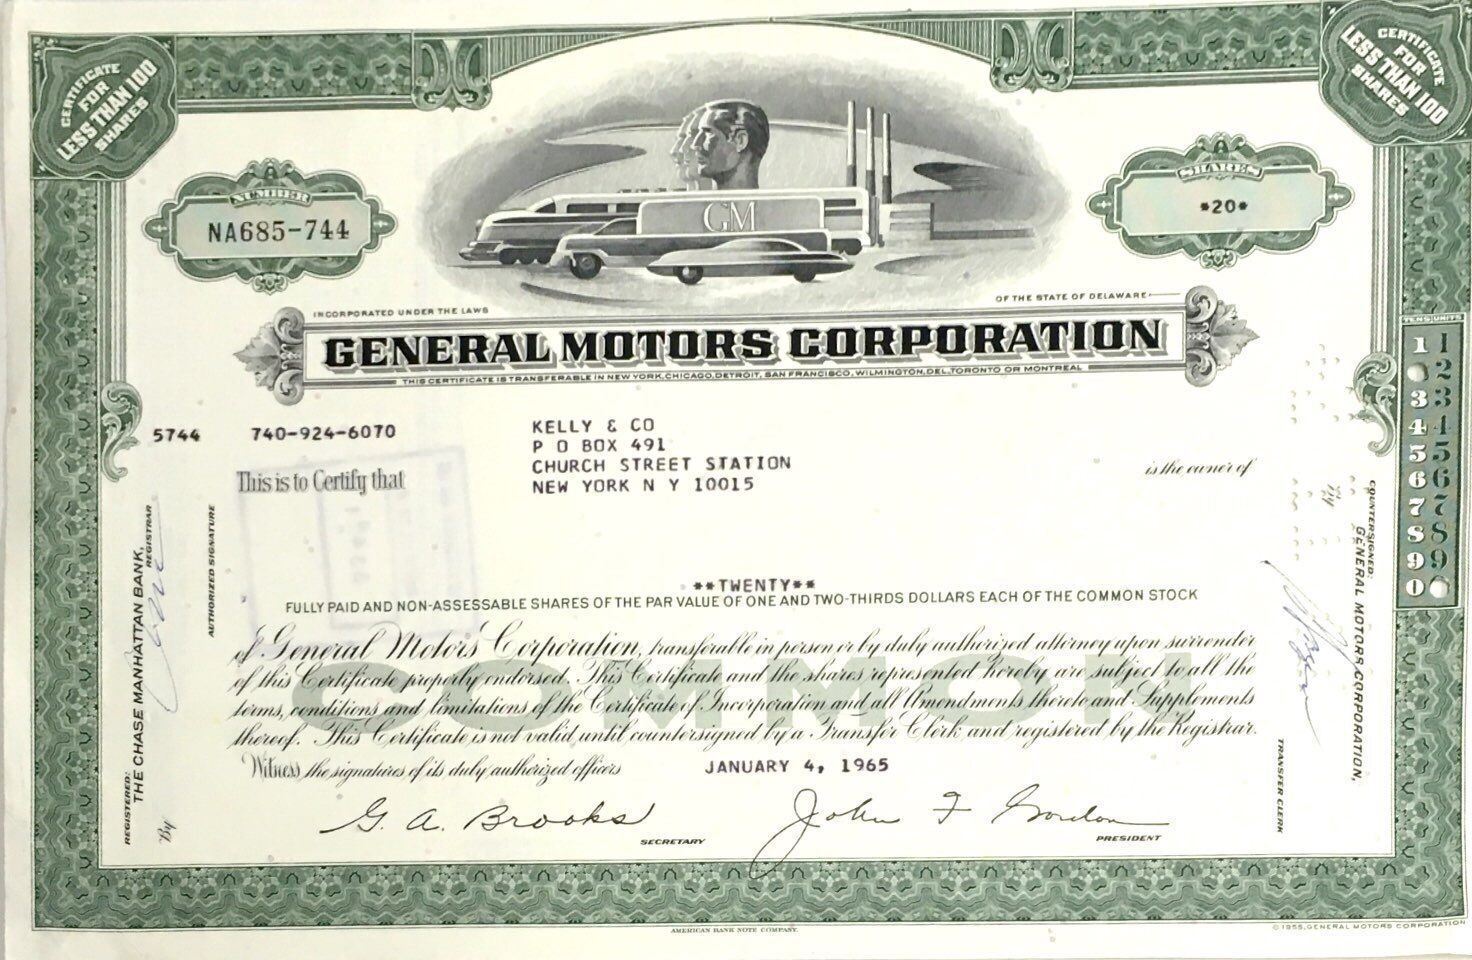 CERTIFICATE
FOR
LESS THAN 100
SHARES
CERTIFICATE
FOR
LESS THAN 100
SHARES
NUMBER
NA685-744
GM
SHARES
*20*
INCORPORATED UNDER THE LAWS
OF THE STATE OF DELAWARE
GENERAL MOTORS CORPORATION
THIS CERTIFICATE IS TRANSFERABLE IN NEW YORK, CHICAGO, DETROIT, SAN FRANCISCO, WILMINGTON, DEL., TORONTO OR MONTREAL
TENS UNITS
1 1
2
3 3
4 4
5 5
6 6
7 7
8 8
9 9
0
5744 740-924-6070
KELLY & CO
P O BOX 491
CHURCH STREET STATION
NEW YORK N Y 10015
This is to Certify that
is the owner of
**TWENTY**
FULLY PAID AND NON-ASSESSABLE SHARES OF THE PAR VALUE OF ONE AND TWO-THIRDS DOLLARS EACH OF THE COMMON STOCK
of General Motors Corporation, transferable in person or by duly authorized attorney upon surrender
of this Certificate properly endorsed. This Certificate and the shares represented hereby are subject to all the
terms, conditions and limitations of the Certificate of Incorporation and all Amendments thereto and Supplements
thereof. This Certificate is not valid until countersigned by a Transfer Clerk and registered by the Registrar.
COMMON
Witness the signatures of its duly authorized officers
JANUARY 4, 1965
G. A. Brooks
SECRETARY
John F Gordon
PRESIDENT
REGISTERED:
THE CHASE MANHATTAN BANK,
REGISTRAR
By
AUTHORIZED SIGNATURE
COUNTERSIGNED:
GENERAL MOTORS CORPORATION,
By
TRANSFER CLERK
AMERICAN BANK NOTE COMPANY.
© 1955, GENERAL MOTORS CORPORATION